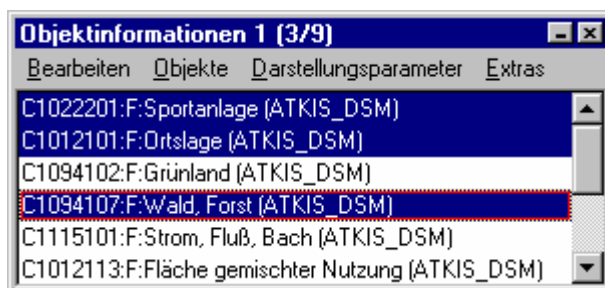 Objektinformationen 1 (3/9)
Bearbeiten Objekte Darstellungsparameter Extras
C1022201:F:Sportanlage (ATKIS_DSM)
C1012101:F:Ortslage (ATKIS_DSM)
C1094102:F:Grünland (ATKIS_DSM)
C1094107:F:Wald, Forst (ATKIS_DSM)
C1115101:F:Strom, Fluß, Bach (ATKIS_DSM)
C1012113:F:Fläche gemischter Nutzung (ATKIS_DSM)